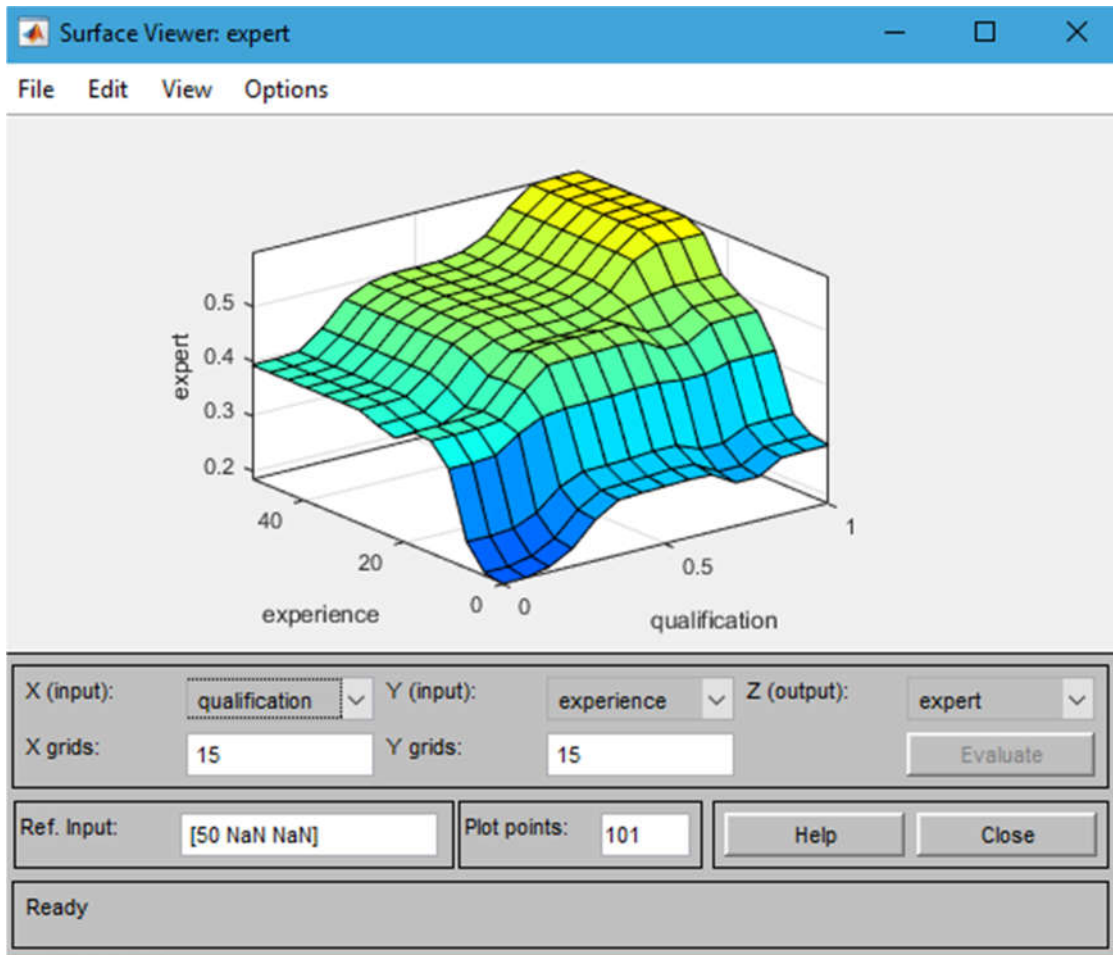 Surface Viewer: expert
File Edit View Options
0.5
0.4
0.3
0.2
expert
40
20
0
experience
0
0.5
1
qualification
X (input): qualification Y (input): experience Z (output): expert
X grids: 15 Y grids: 15 Evaluate
Ref. Input: [50 NaN NaN] Plot points: 101 Help Close
Ready